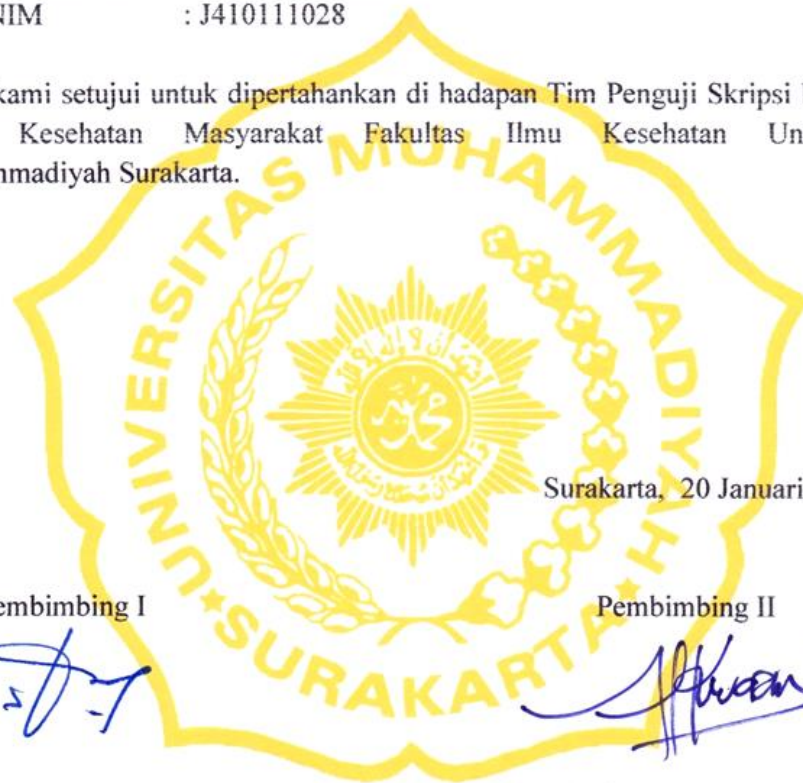 NIM : J410111028
kami setujui untuk dipertahankan di hadapan Tim Penguji Skripsi
Kesehatan Masyarakat Fakultas Ilmu Kesehatan Un
mmadiyah Surakarta.
UNIVERSITAS MUHAMMADIYAH
SURAKARTA
Surakarta, 20 Januari
embimbing I
Pembimbing II